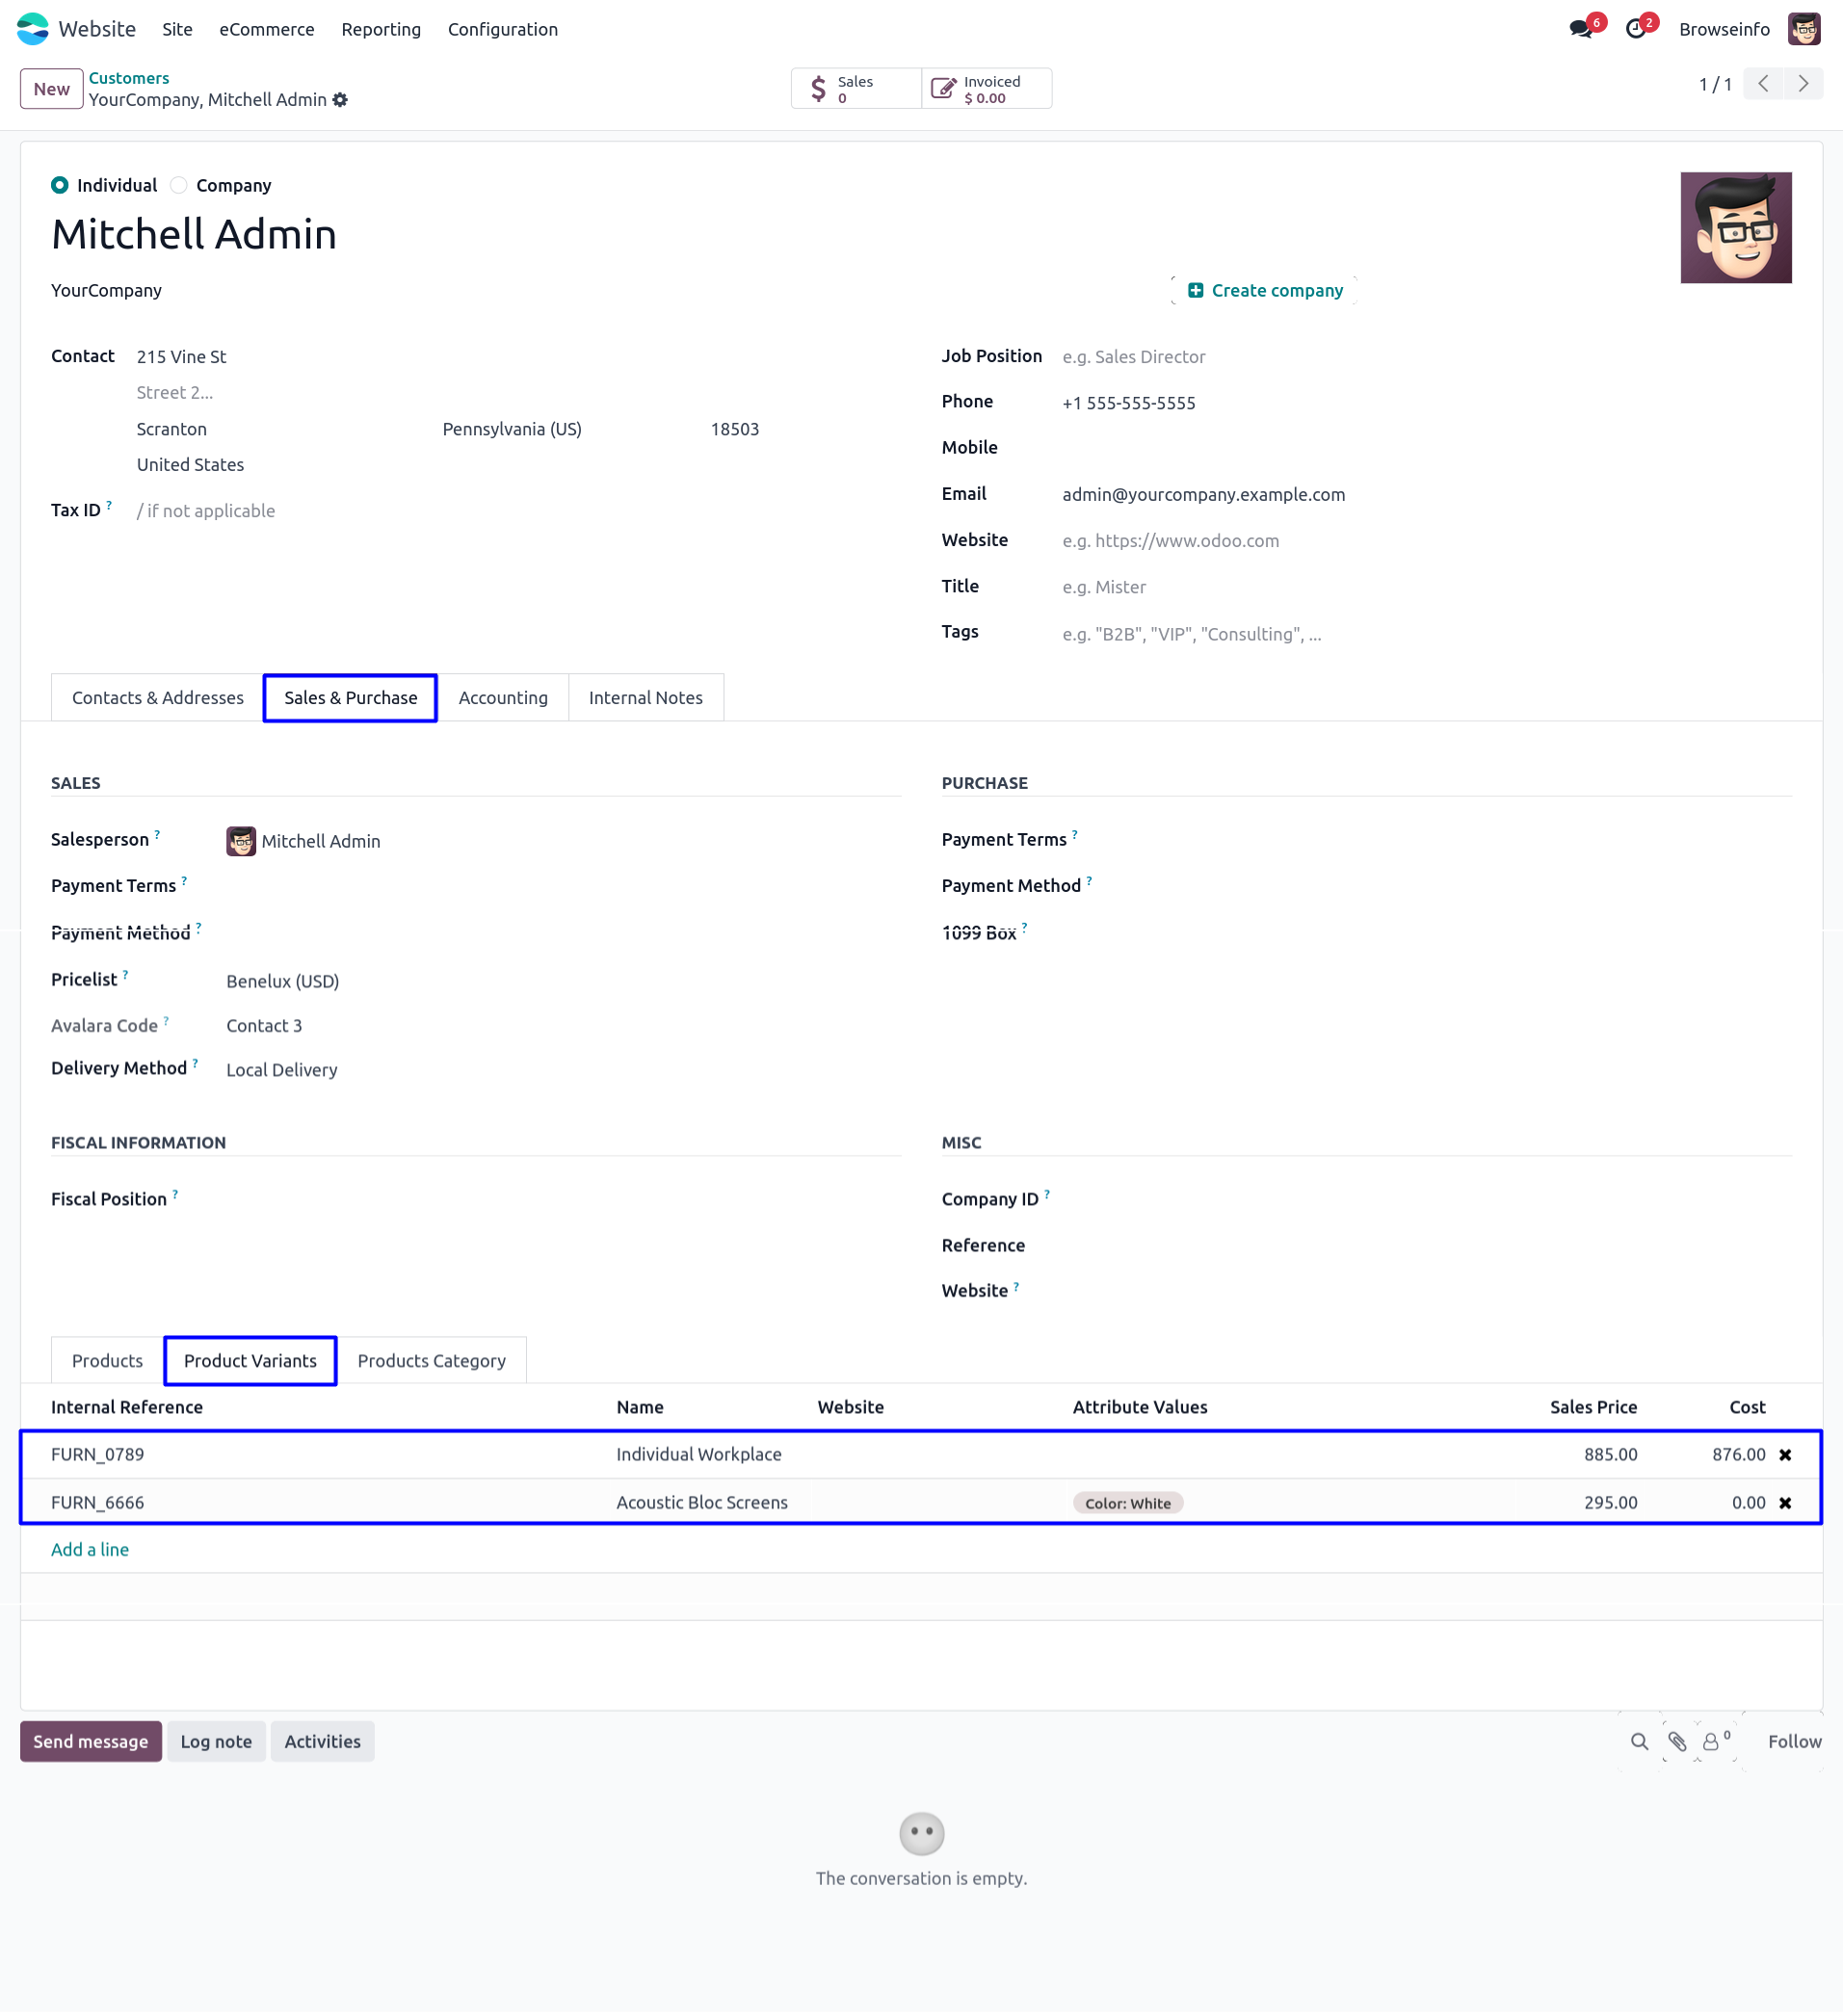 Website Site eCommerce Reporting Configuration 6 2 Browseinfo
New Customers Sales Invoiced 1 / 1
YourCompany, Mitchell Admin 0 $ 0.00
Individual Company
Mitchell Admin
YourCompany Create company
Contact 215 Vine St Job Position e.g. Sales Director
Street 2...
Phone +1 555-555-5555
Scranton Pennsylvania (US) 18503
Mobile
United States
Email admin@yourcompany.example.com
Tax ID ? / if not applicable
Website e.g. https://www.odoo.com
Title e.g. Mister
Tags e.g. "B2B", "VIP", "Consulting", ...
Contacts & Addresses Sales & Purchase Accounting Internal Notes
SALES PURCHASE
Salesperson ? Mitchell Admin Payment Terms ?
Payment Terms ? Payment Method ?
Payment Method ? 1099 Box ?
Pricelist ? Benelux (USD)
Avalara Code ? Contact 3
Delivery Method ? Local Delivery
FISCAL INFORMATION MISC
Fiscal Position ? Company ID ?
Reference
Website ?
Products Product Variants Products Category
Internal Reference Name Website Attribute Values Sales Price Cost
FURN_0789 Individual Workplace 885.00 876.00
FURN_6666 Acoustic Bloc Screens Color: White 295.00 0.00
Add a line
Send message Log note Activities 0 Follow
The conversation is empty.